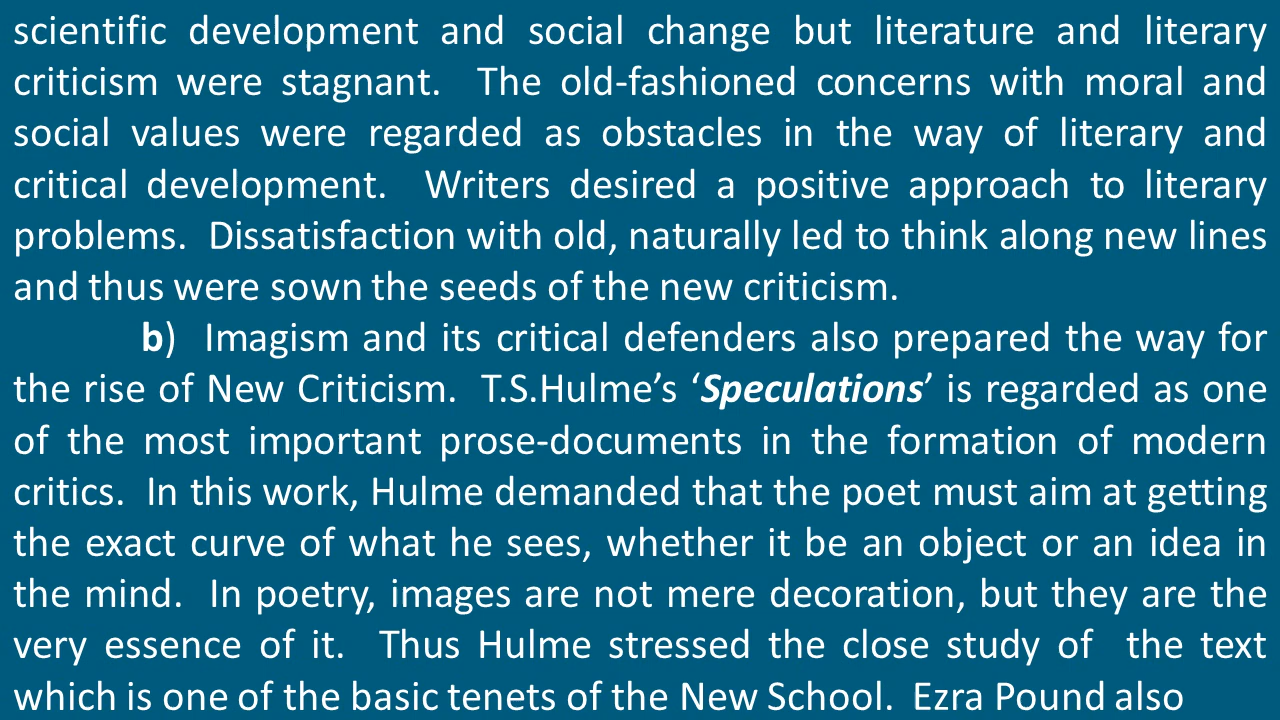 scientific development and social change but literature and literary
criticism were stagnant.  The old-fashioned concerns with moral and
social values were regarded as obstacles in the way of literary and
critical development.  Writers desired a positive approach to literary
problems.  Dissatisfaction with old, naturally led to think along new lines
and thus were sown the seeds of the new criticism.
b)  Imagism and its critical defenders also prepared the way for
the rise of New Criticism.  T.S.Hulme’s ‘Speculations’ is regarded as one
of the most important prose-documents in the formation of modern
critics.  In this work, Hulme demanded that the poet must aim at getting
the exact curve of what he sees, whether it be an object or an idea in
the mind.  In poetry, images are not mere decoration, but they are the
very essence of it.  Thus Hulme stressed the close study of  the text
which is one of the basic tenets of the New School.  Ezra Pound also